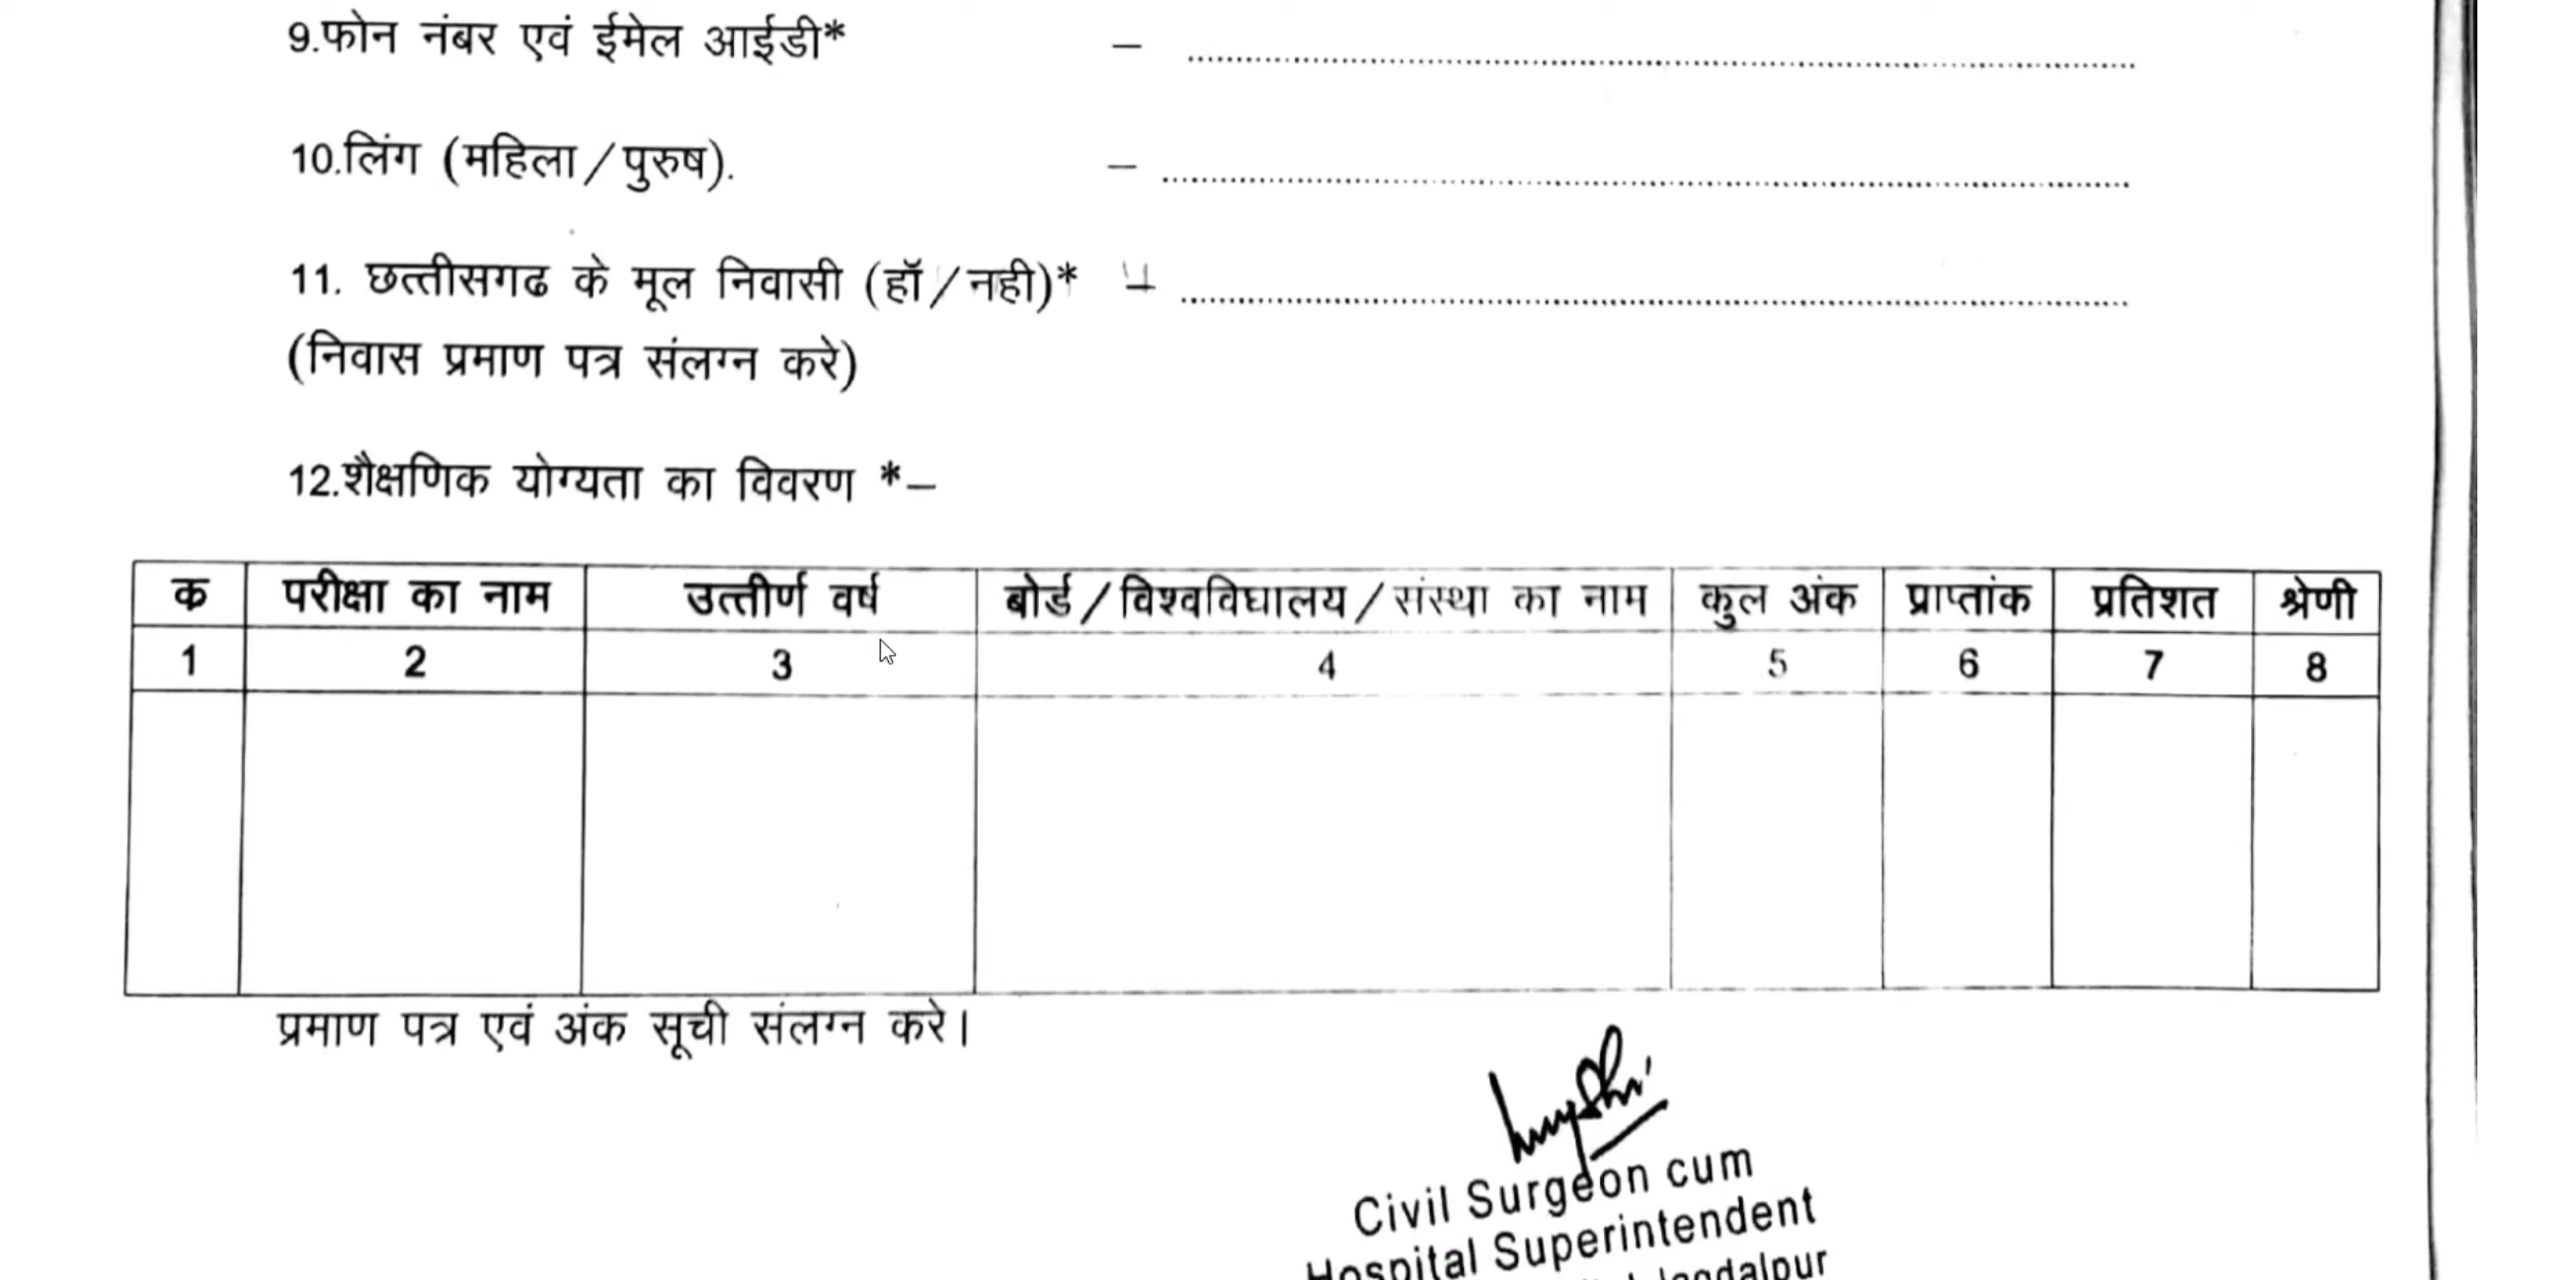 9.फोन नंबर एवं ईमेल आईडी* – ........................................
10.लिंग (महिला/पुरुष). – ........................................
11. छत्तीसगढ के मूल निवासी (हॉ/नही)* – ........................................
(निवास प्रमाण पत्र संलग्न करे)
12.शैक्षणिक योग्यता का विवरण *–
क परीक्षा का नाम उत्तीर्ण वर्ष बोर्ड/विश्वविघालय/संस्था का नाम कुल अंक प्राप्तांक प्रतिशत श्रेणी
1 2 3 4 5 6 7 8
प्रमाण पत्र एवं अंक सूची संलग्न करे।
Civil Surgeon cum
Hospital Superintendent